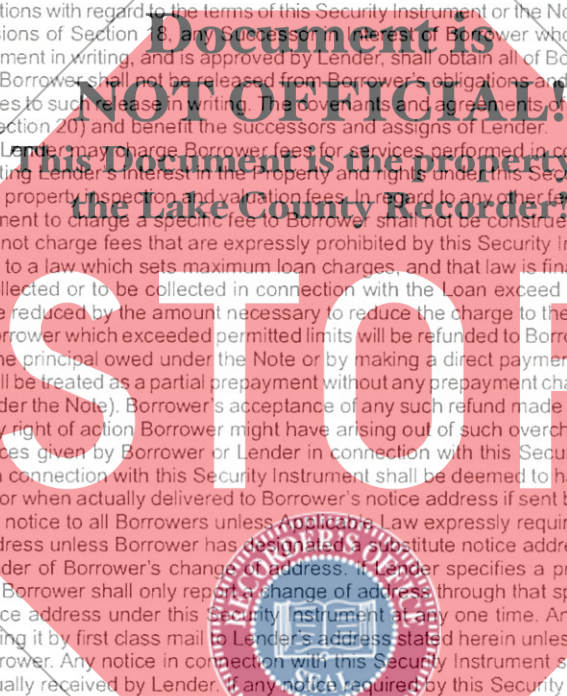 tions with regard to the terms of this Security Instrument or the No
sions of Section 18, any Successor in Interest of Borrower who
Document is
ment in writing, and is approved by Lender, shall obtain all of Bo
Borrower shall not be released from Borrower's obligations and
NOT OFFICIAL!
es to such release in writing. The covenants and agreements of
ection 20) and benefit the successors and assigns of Lender.
Lender may charge Borrower fees for services performed in co
This Document is the property
ting Lender's interest in the Property and rights under this Secu
property inspection and valuation fees. In regard to any other fe
the Lake County Recorder!
ment to charge a specific fee to Borrower shall not be construe
not charge fees that are expressly prohibited by this Security In
to a law which sets maximum loan charges, and that law is fina
llected or to be collected in connection with the Loan exceed
e reduced by the amount necessary to reduce the charge to the
rrower which exceeded permitted limits will be refunded to Borro
he principal owed under the Note or by making a direct paymen
ll be treated as a partial prepayment without any prepayment cha
STOP
der the Note). Borrower's acceptance of any such refund made
y right of action Borrower might have arising out of such overch
ces given by Borrower or Lender in connection with this Secur
n connection with this Security Instrument shall be deemed to ha
or when actually delivered to Borrower's notice address if sent b
notice to all Borrowers unless Applicable Law expressly requir
dress unless Borrower has designated a substitute notice addre
der of Borrower's change of address. If Lender specifies a pr
Borrower shall only report a change of address through that sp
ce address under this Security Instrument at any one time. An
ing it by first class mail to Lender's address stated herein unles
rower. Any notice in connection with this Security Instrument s
ually received by Lender. If any notice required by this Security
RECORDER'S OFFICE
SEA